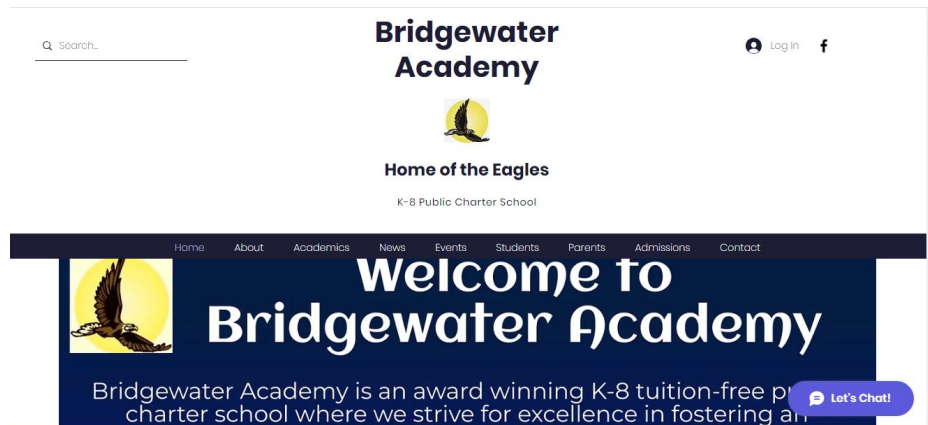 Search...
Bridgewater
Academy
Log In
Home of the Eagles
K-8 Public Charter School
Home About Academics News Events Students Parents Admissions Contact
Welcome to
Bridgewater Academy
Bridgewater Academy is an award winning K-8 tuition-free
charter school where we strive for excellence in fostering an
Let's Chat!